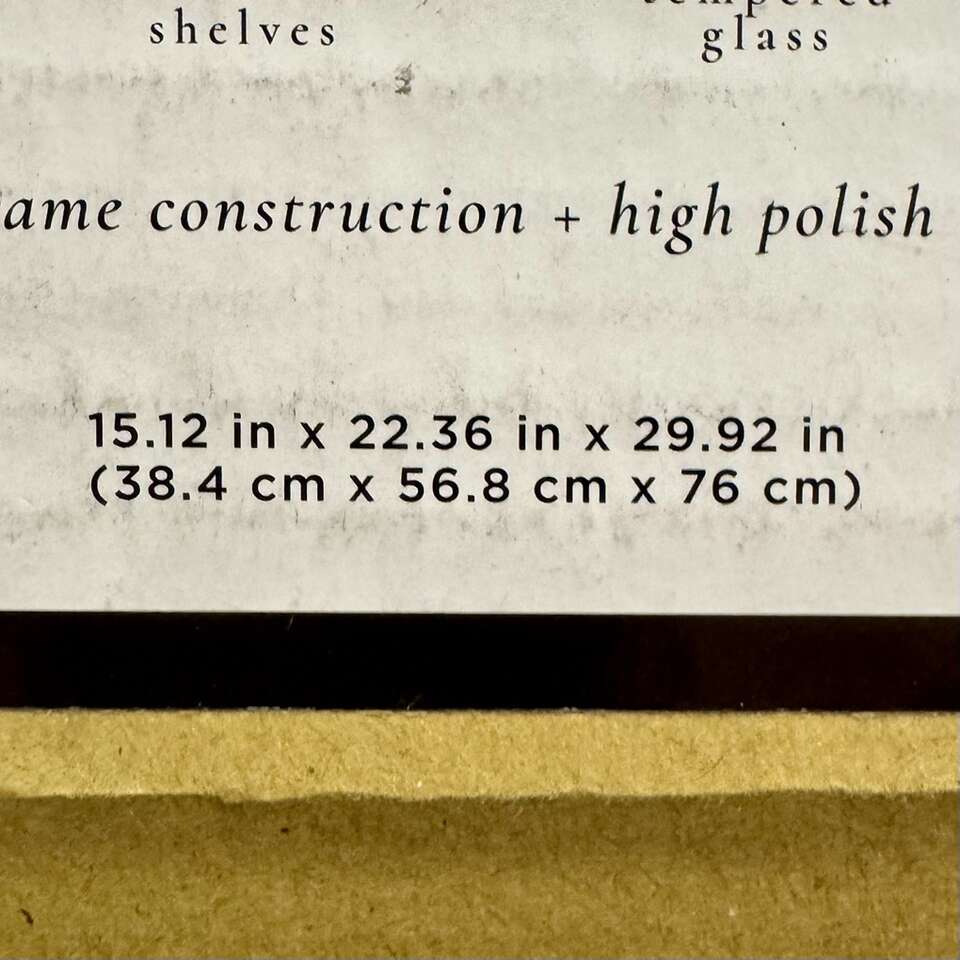 shelves
glass
construction + high polish
15.12 in x 22.36 in x 29.92 in
(38.4 cm x 56.8 cm x 76 cm)